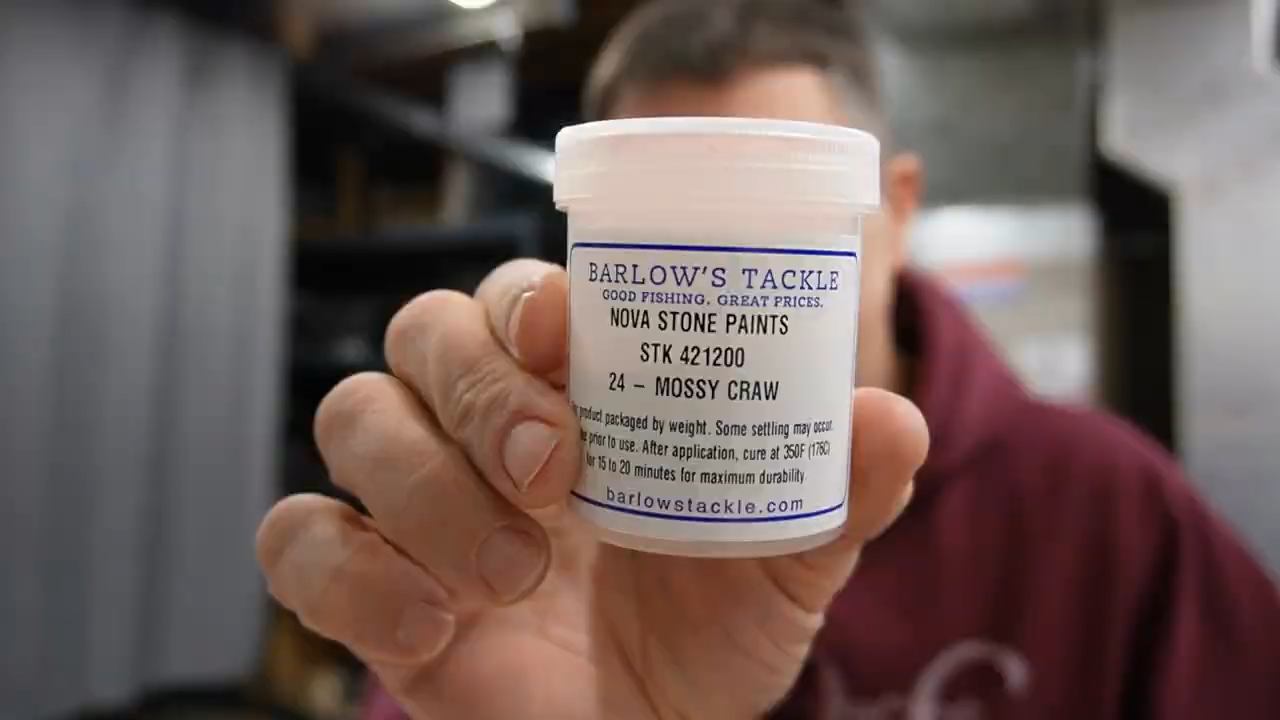 BARLOW'S TACKLE
GOOD FISHING. GREAT PRICES.
NOVA STONE PAINTS
STK 421200
24 – MOSSY CRAW
product packaged by weight. Some settling may occur.
prior to use. After application, cure at 350F (176C)
for 15 to 20 minutes for maximum durability.
barlowstackle.com